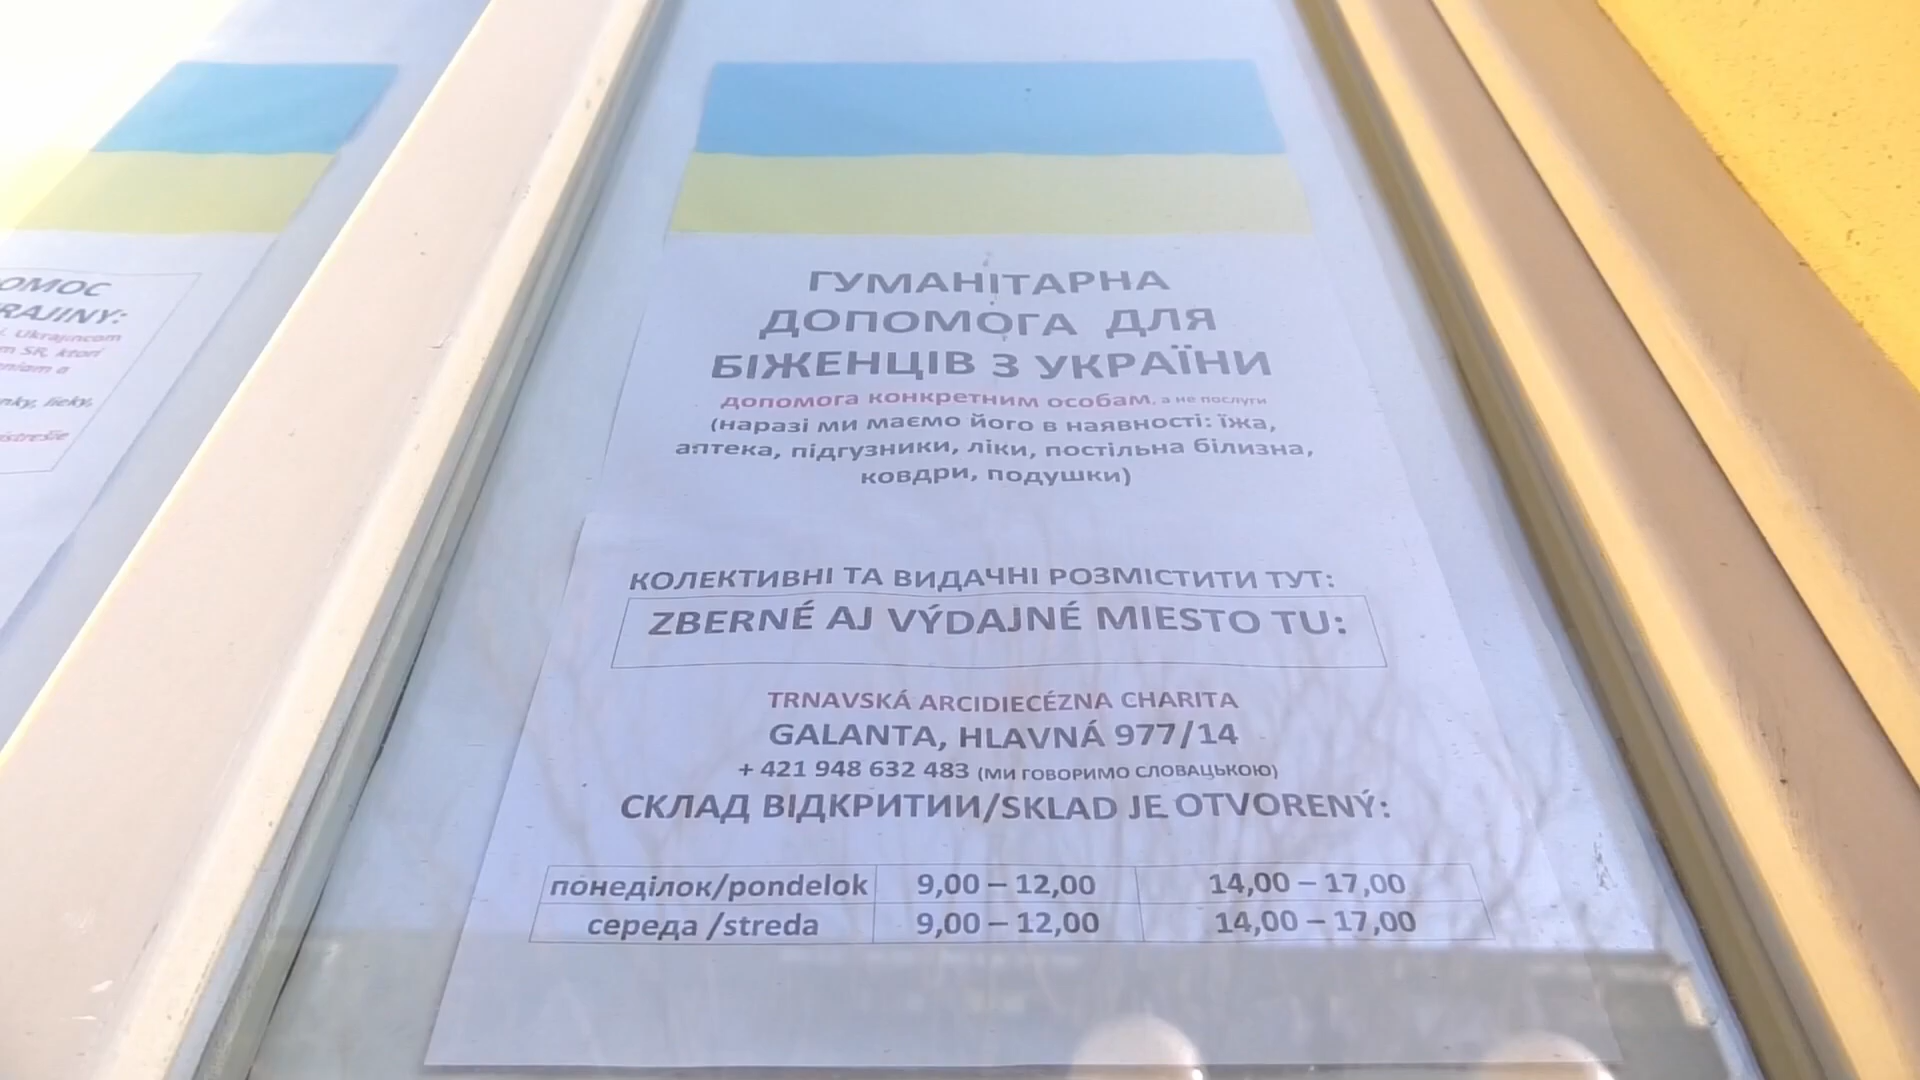 ОМОС
RAJINY:
Ukrajincom
m SR, ktorí
eniam a
nky, lieky,
istrešie
ГУМАНІТАРНА
ДОПОМОГА ДЛЯ
БІЖЕНЦІВ З УКРАЇНИ
допомога конкретним особам, а не послуги
(наразі ми маємо його в наявності: їжа,
аптека, підгузники, ліки, постільна білизна,
ковдри, подушки)
КОЛЕКТИВНІ ТА ВИДАЧНІ РОЗМІСТИТИ ТУТ:
ZBERNÉ AJ VÝDAJNÉ MIESTO TU:
TRNAVSKÁ ARCIDIECÉZNA CHARITA
GALANTA, HLAVNÁ 977/14
+ 421 948 632 483 (МИ ГОВОРИМО СЛОВАЦЬКОЮ)
СКЛАД ВІДКРИТИИ/SKLAD JE OTVORENÝ:
понеділок/pondelok 9,00 – 12,00 14,00 – 17,00
середа /streda 9,00 – 12,00 14,00 – 17,00